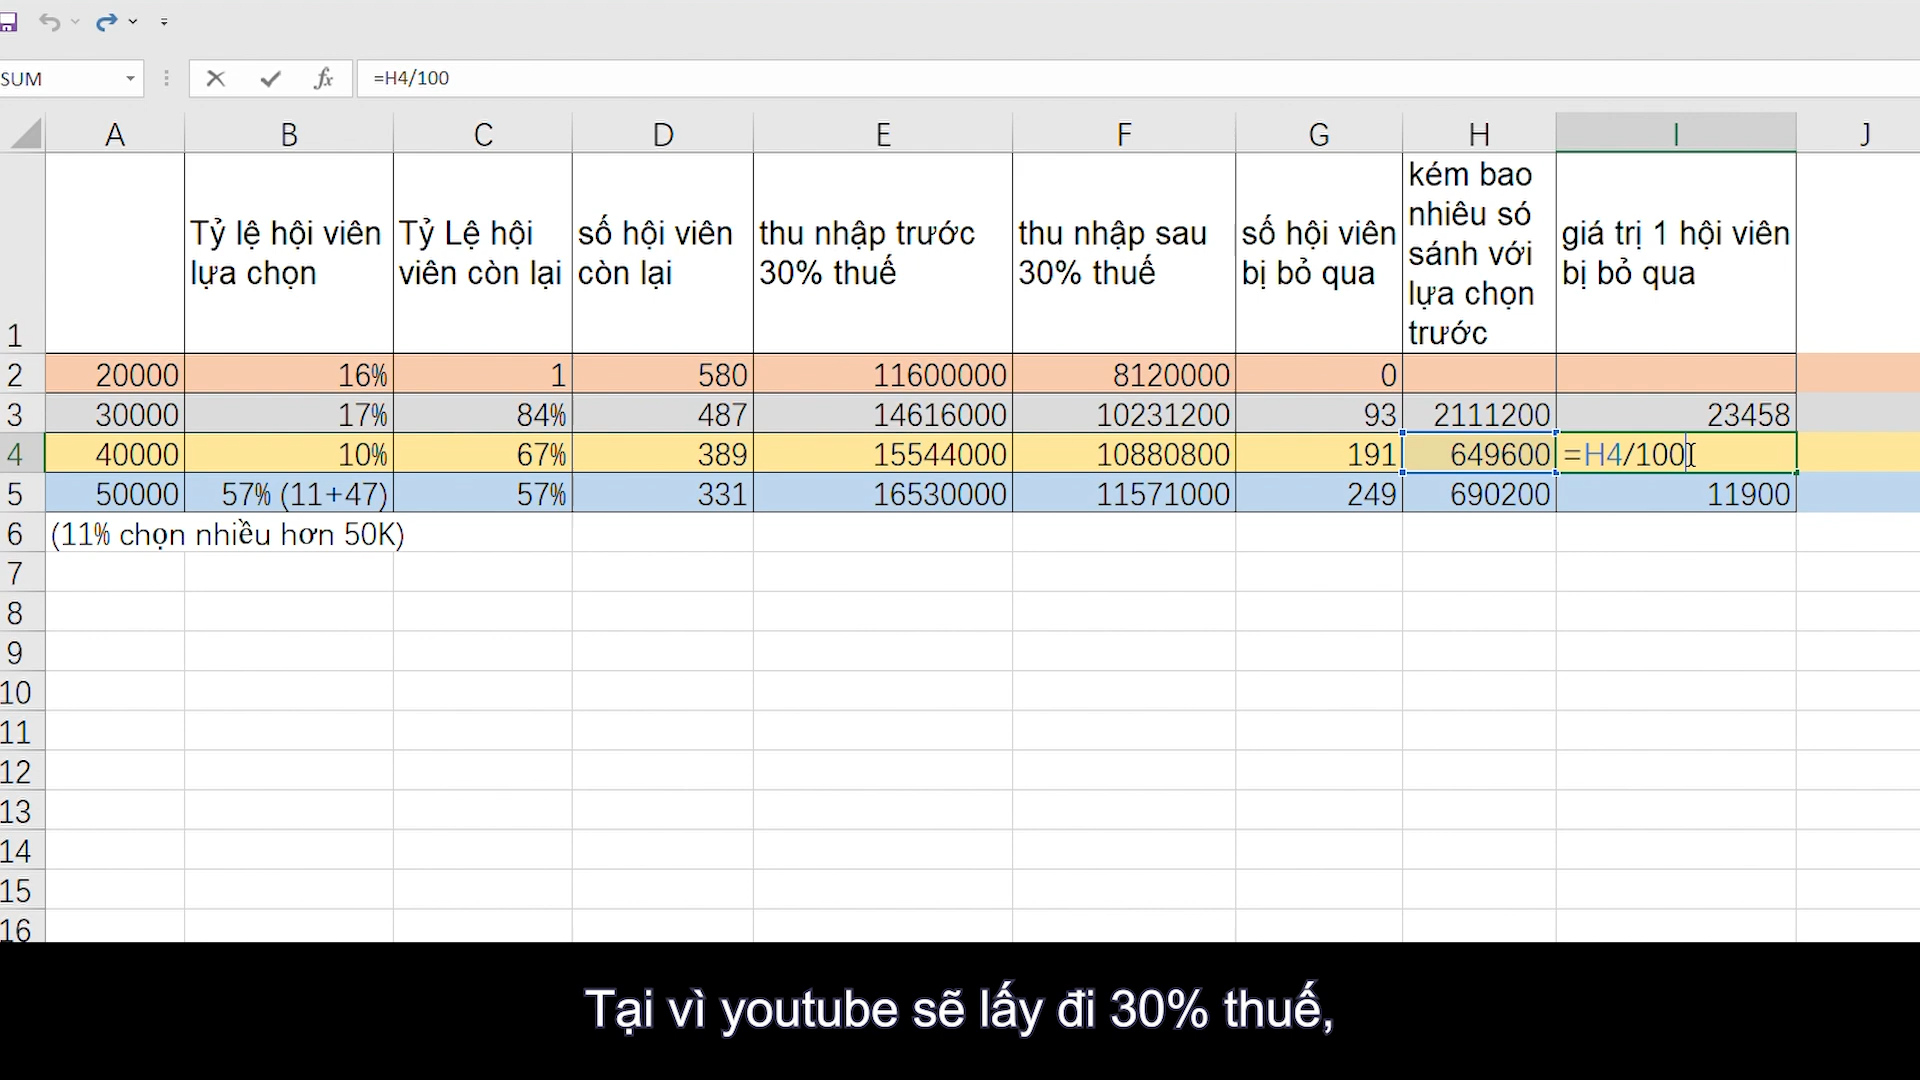 SUM =H4/100
A B C D E F G H I J
1 Tỷ lệ hội viên lựa chọn Tỷ Lệ hội viên còn lại số hội viên còn lại thu nhập trước 30% thuế thu nhập sau 30% thuế số hội viên bị bỏ qua kém bao nhiêu só sánh với lựa chọn trước giá trị 1 hội viên bị bỏ qua
2 20000 16% 1 580 11600000 8120000 0
3 30000 17% 84% 487 14616000 10231200 93 2111200 23458
4 40000 10% 67% 389 15544000 10880800 191 649600 =H4/100
5 50000 57% (11+47) 57% 331 16530000 11571000 249 690200 11900
6 (11% chọn nhiều hơn 50K)
7
8
9
10
11
12
13
14
15
16
Tại vì youtube sẽ lấy đi 30% thuế,